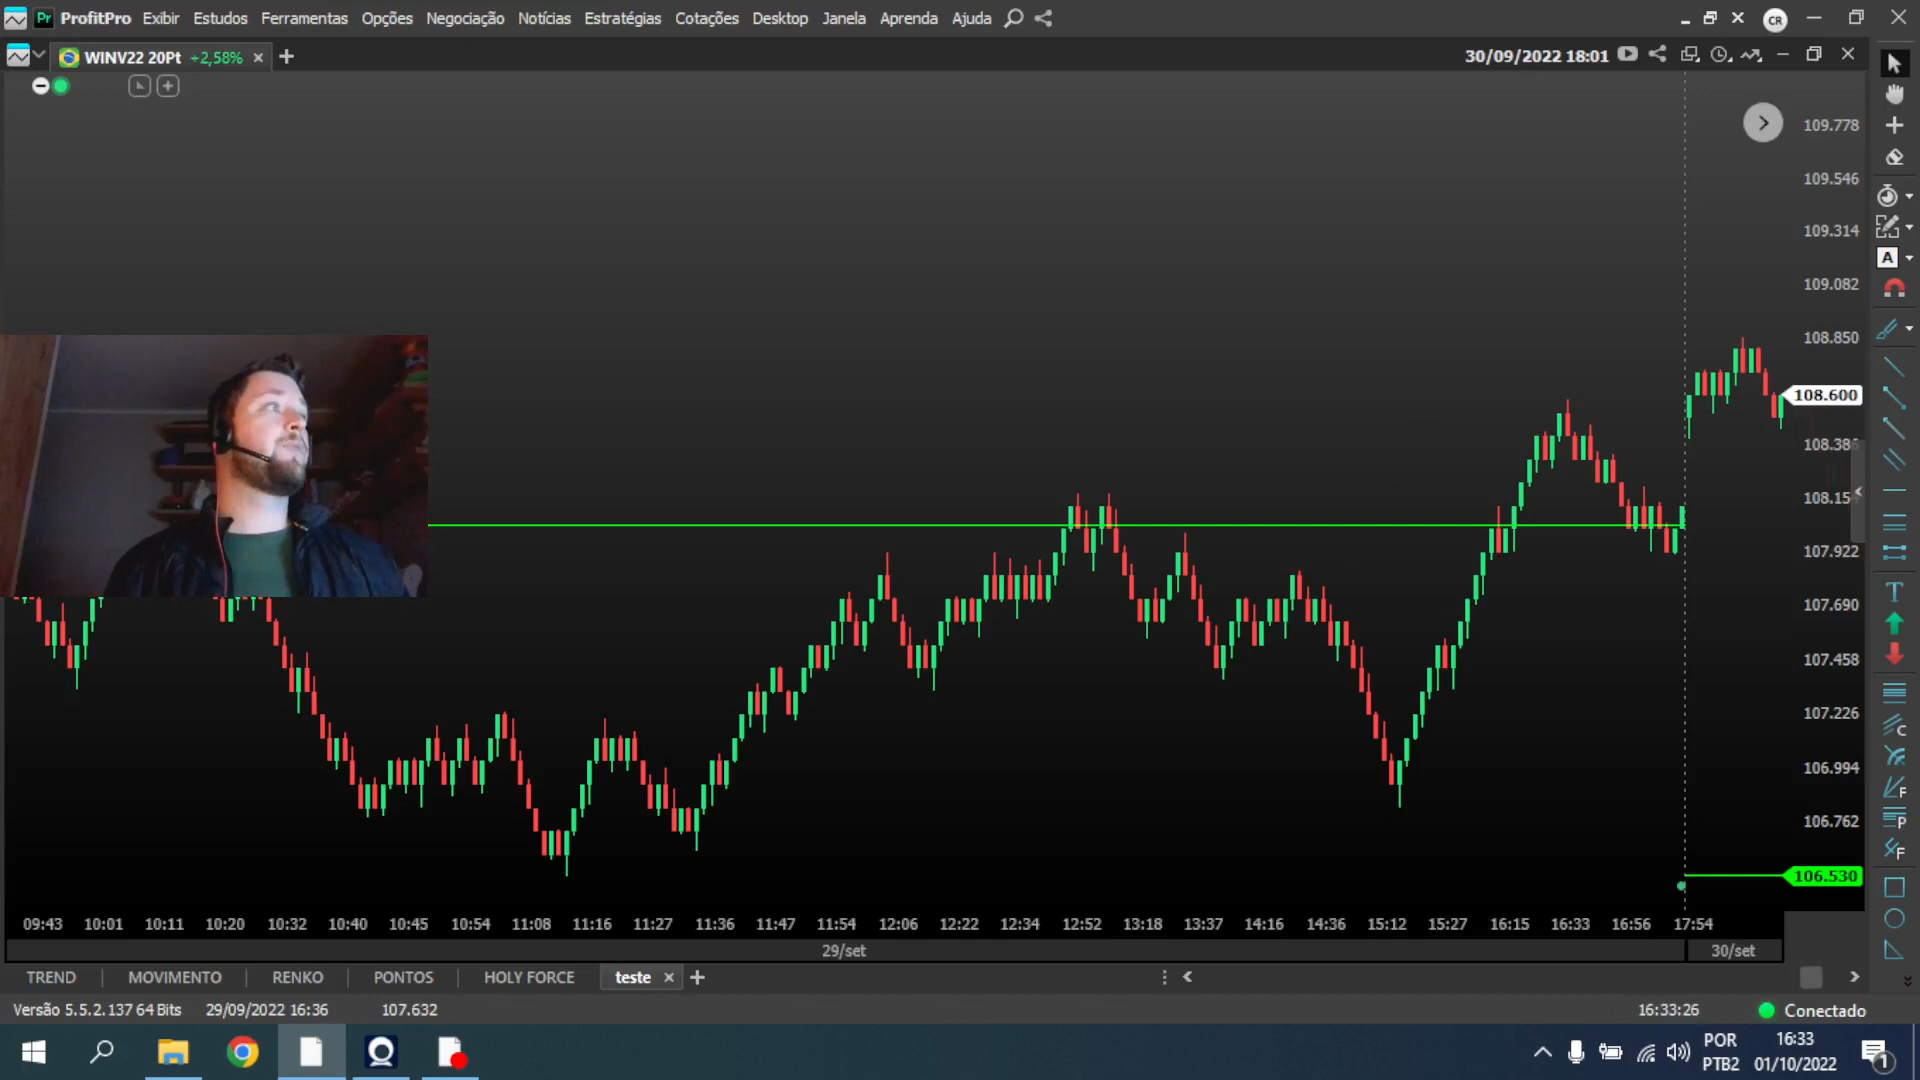 Pr ProfitPro Exibir Estudos Ferramentas Opções Negociação Notícias Estratégias Cotações Desktop Janela Aprenda Ajuda CR
WINV22 20Pt +2,58% 30/09/2022 18:01
109.778
109.546
109.314
A
109.082
108.850
108.600
108.386
108.154
107.922
107.690
T
107.458
107.226
C
106.994
F
106.762
P
F
106.530
09:43 10:01 10:11 10:20 10:32 10:40 10:45 10:54 11:08 11:16 11:27 11:36 11:47 11:54 12:06 12:22 12:34 12:52 13:18 13:37 14:16 14:36 15:12 15:27 16:15 16:33 16:56 17:54
29/set 30/set
TREND MOVIMENTO RENKO PONTOS HOLY FORCE teste
Versão 5.5.2.137 64 Bits 29/09/2022 16:36 107.632 16:33:26 Conectado
POR 16:33
PTB2 01/10/2022 1